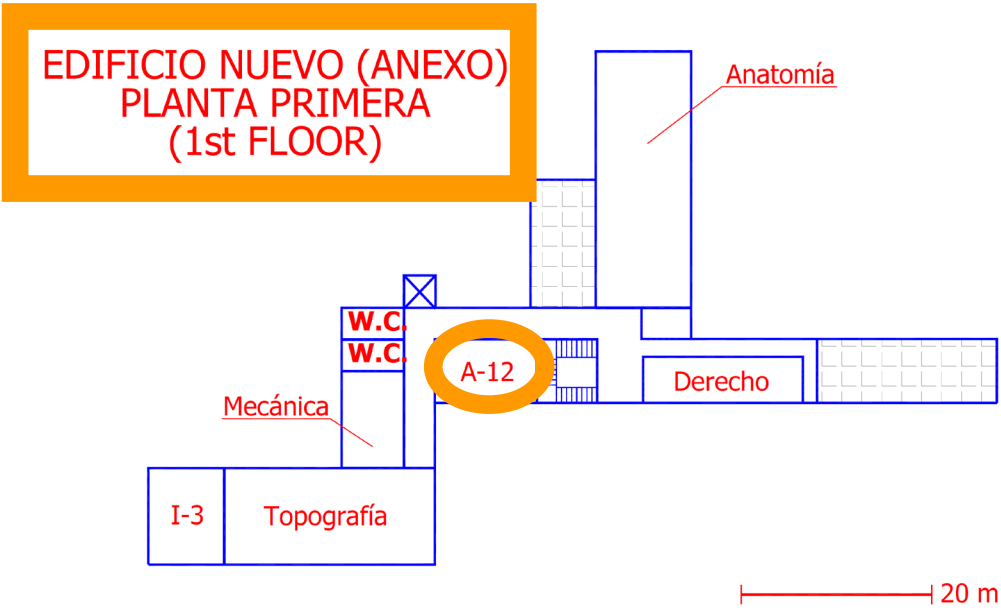 EDIFICIO NUEVO (ANEXO)
PLANTA PRIMERA
(1st FLOOR)
Anatomía
W.C.
W.C.
A-12
Derecho
Mecánica
I-3
Topografía
20 m